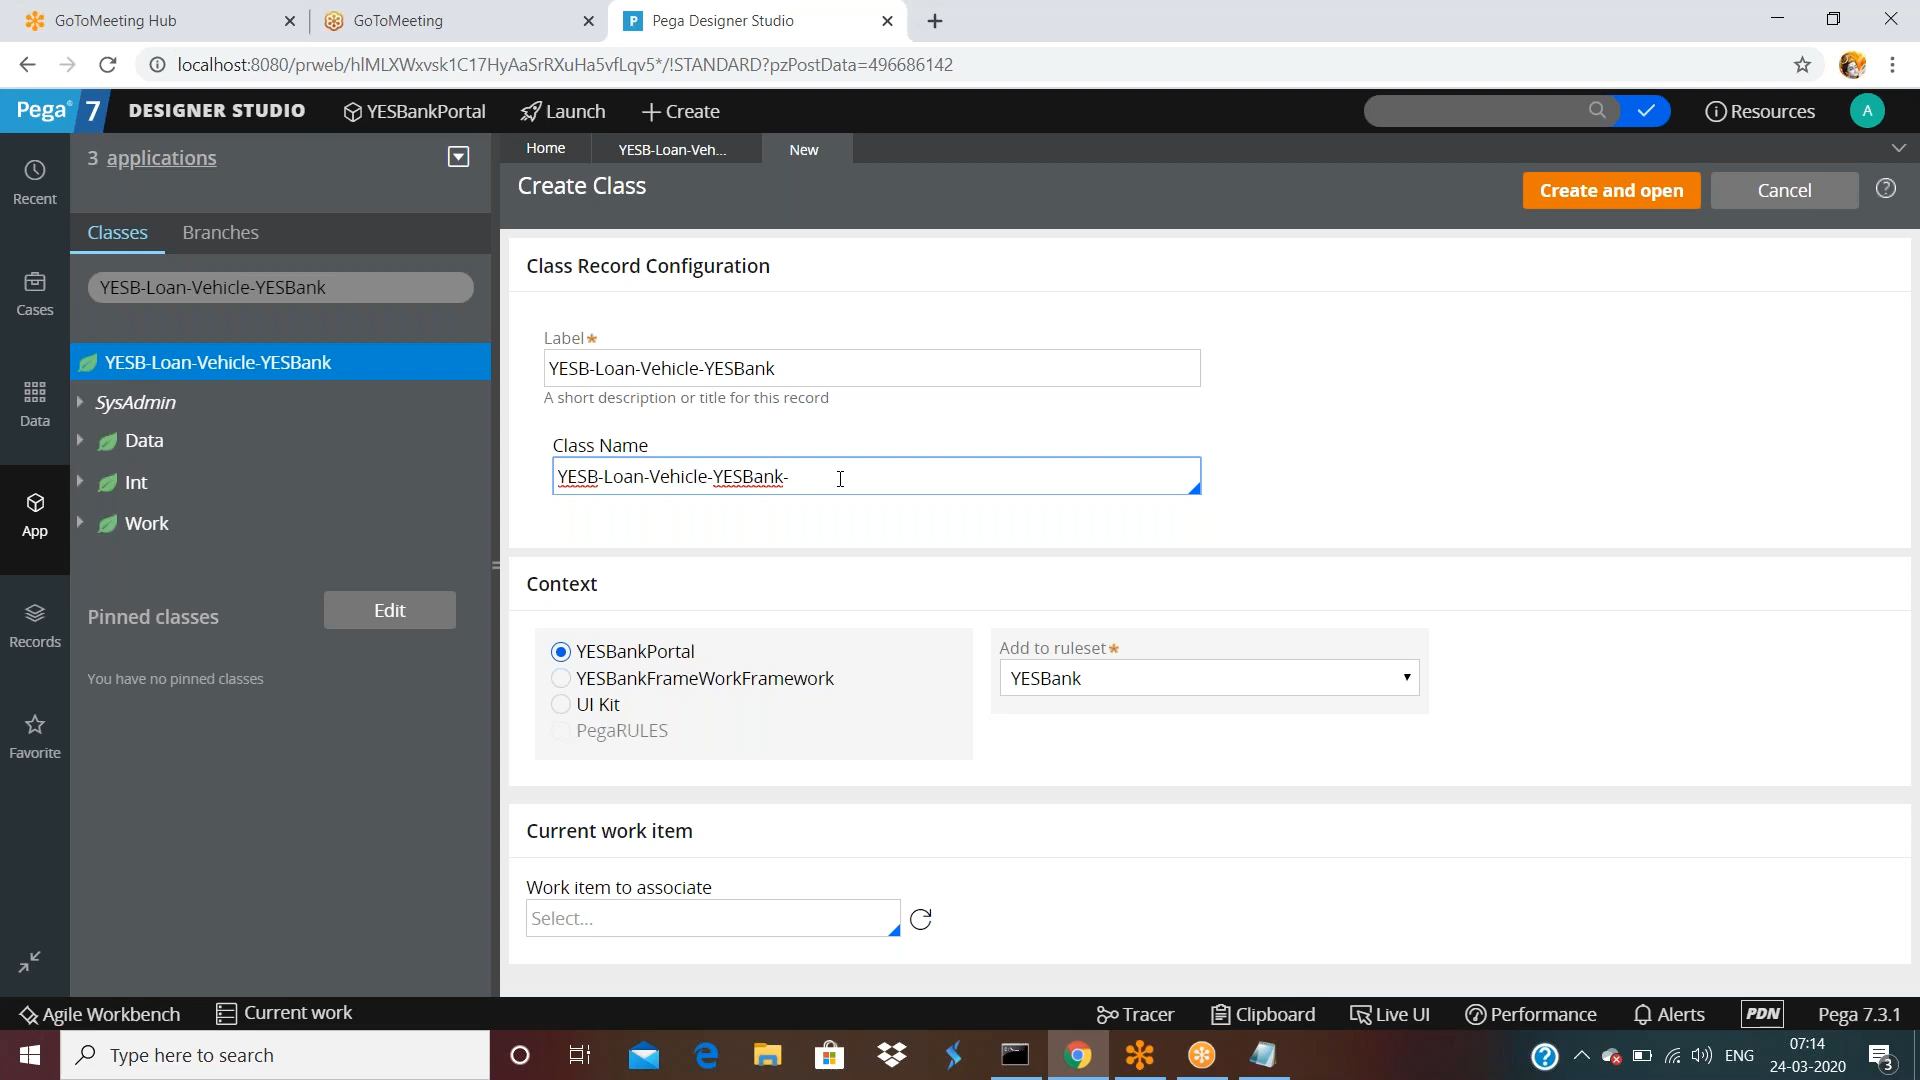 GoToMeeting Hub
GoToMeeting
P Pega Designer Studio
localhost:8080/prweb/hlMLXWxvsk1C17HyAaSrRXuHa5vfLqv5*/!STANDARD?pzPostData=496686142
Pega 7 DESIGNER STUDIO YESBankPortal Launch Create Resources A
3 applications
Home YESB-Loan-Veh... New
Create Class
Create and open Cancel
Recent
Classes Branches
YESB-Loan-Vehicle-YESBank
Cases
YESB-Loan-Vehicle-YESBank
SysAdmin
Data
Data
Int
Work
App
Pinned classes Edit
You have no pinned classes
Records
Favorite
Class Record Configuration
Label*
YESB-Loan-Vehicle-YESBank
A short description or title for this record
Class Name
YESB-Loan-Vehicle-YESBank-
Context
YESBankPortal
YESBankFrameWorkFramework
UI Kit
PegaRULES
Add to ruleset*
YESBank
Current work item
Work item to associate
Select...
Agile Workbench Current work Tracer Clipboard Live UI Performance Alerts PDN Pega 7.3.1
Type here to search
ENG
07:14
24-03-2020
3